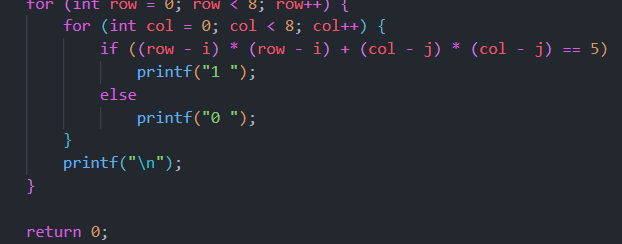 for (int row = 0; row < 8; row++) {
for (int col = 0; col < 8; col++) {
if ((row - i) * (row - i) + (col - j) * (col - j) == 5)
printf("1 ");
else
printf("0 ");
}
printf("\n");
}
return 0;